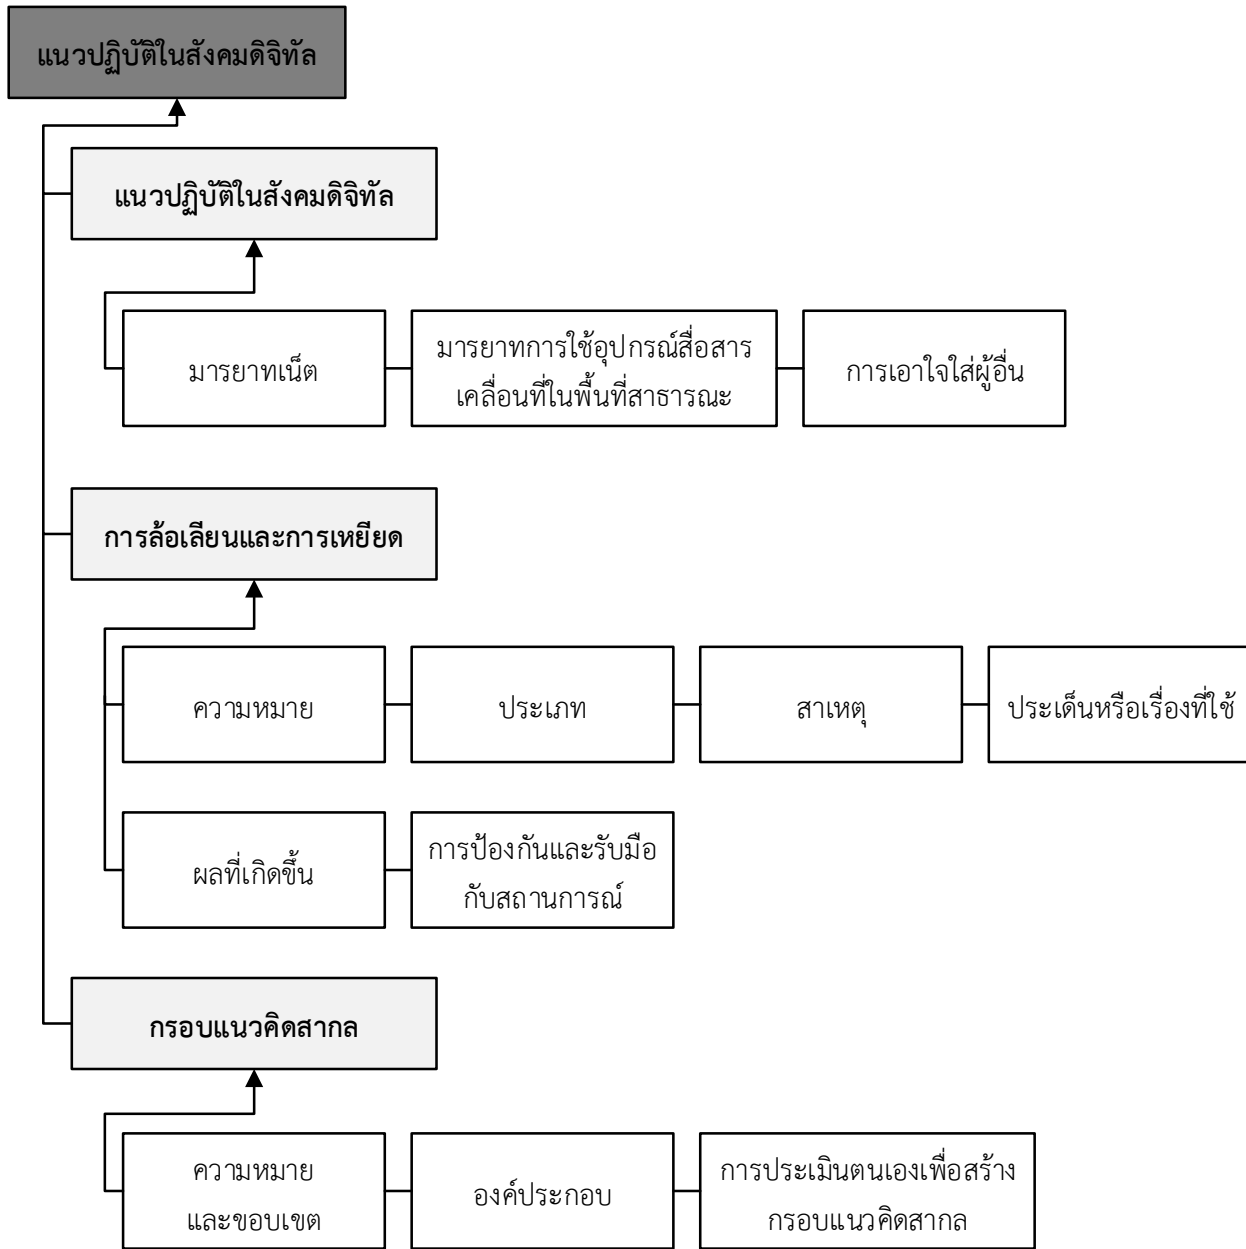 แนวปฏิบัติในสังคมดิจิทัล
แนวปฏิบัติในสังคมดิจิทัล
มารยาทเน็ต
มารยาทการใช้อุปกรณ์สื่อสาร
เคลื่อนที่ในพื้นที่สาธารณะ
การเอาใจใส่ผู้อื่น
การล้อเลียนและการเหยียด
ความหมาย
ประเภท
สาเหตุ
ประเด็นหรือเรื่องที่ใช้
ผลที่เกิดขึ้น
การป้องกันและรับมือ
กับสถานการณ์
กรอบแนวคิดสากล
ความหมาย
และขอบเขต
องค์ประกอบ
การประเมินตนเองเพื่อสร้าง
กรอบแนวคิดสากล